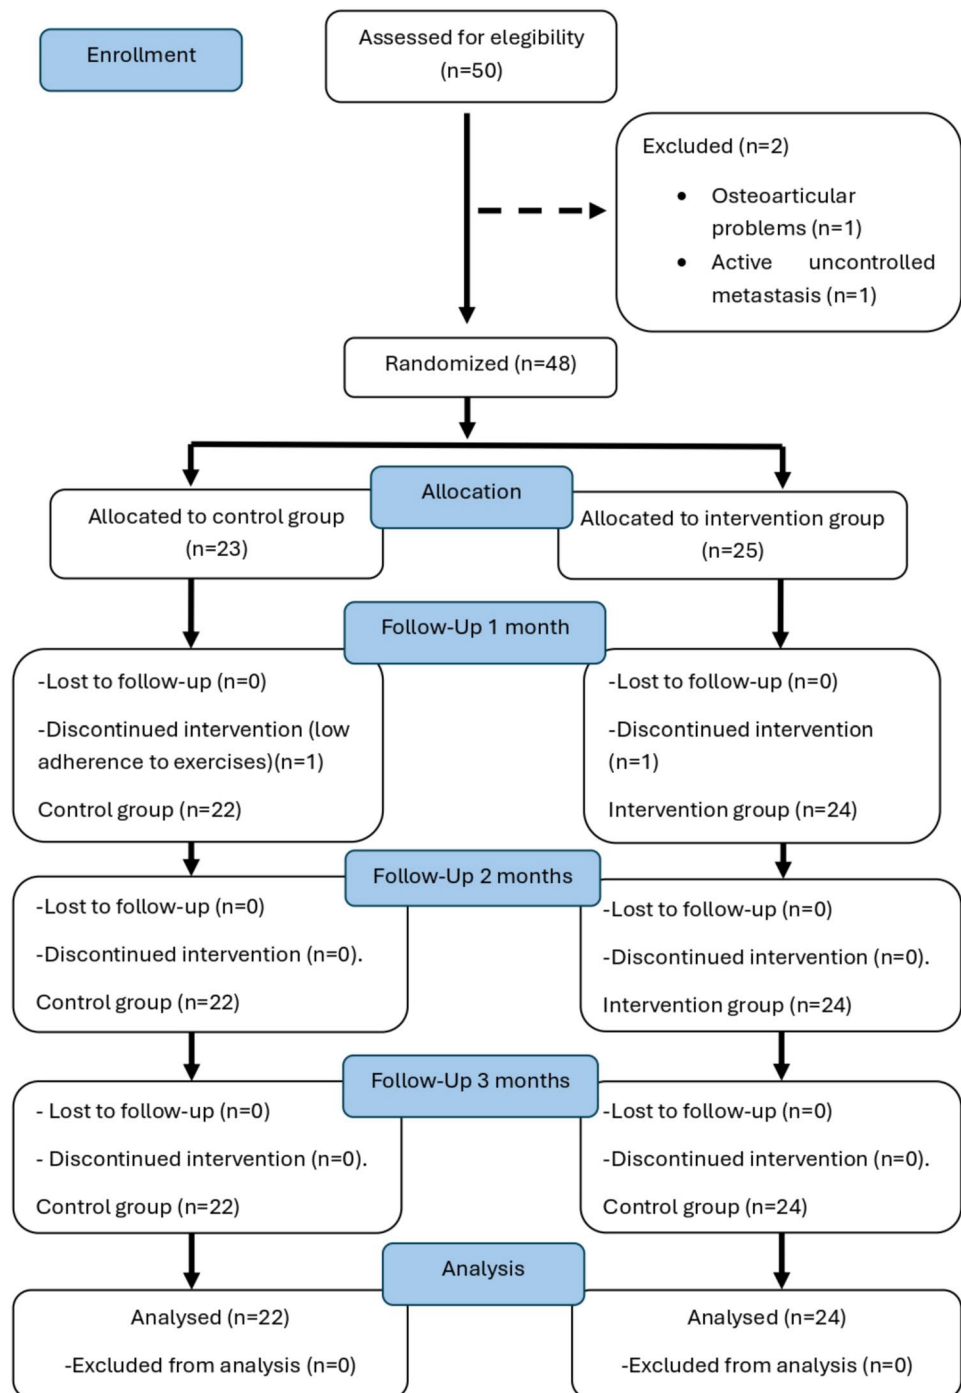 Enrollment
Assessed for elegibility
(n=50)
Excluded (n=2)
• Osteoarticular
problems (n=1)
• Active uncontrolled
metastasis (n=1)
Randomized (n=48)
Allocation
Allocated to control group
(n=23)
Allocated to intervention group
(n=25)
Follow-Up 1 month
-Lost to follow-up (n=0)
-Discontinued intervention (low
adherence to exercises)(n=1)
Control group (n=22)
-Lost to follow-up (n=0)
-Discontinued intervention
(n=1)
Intervention group (n=24)
Follow-Up 2 months
-Lost to follow-up (n=0)
-Discontinued intervention (n=0).
Control group (n=22)
-Lost to follow-up (n=0)
-Discontinued intervention (n=0).
Intervention group (n=24)
Follow-Up 3 months
- Lost to follow-up (n=0)
- Discontinued intervention (n=0).
Control group (n=22)
-Lost to follow-up (n=0)
-Discontinued intervention (n=0).
Control group (n=24)
Analysis
Analysed (n=22)
-Excluded from analysis (n=0)
Analysed (n=24)
-Excluded from analysis (n=0)